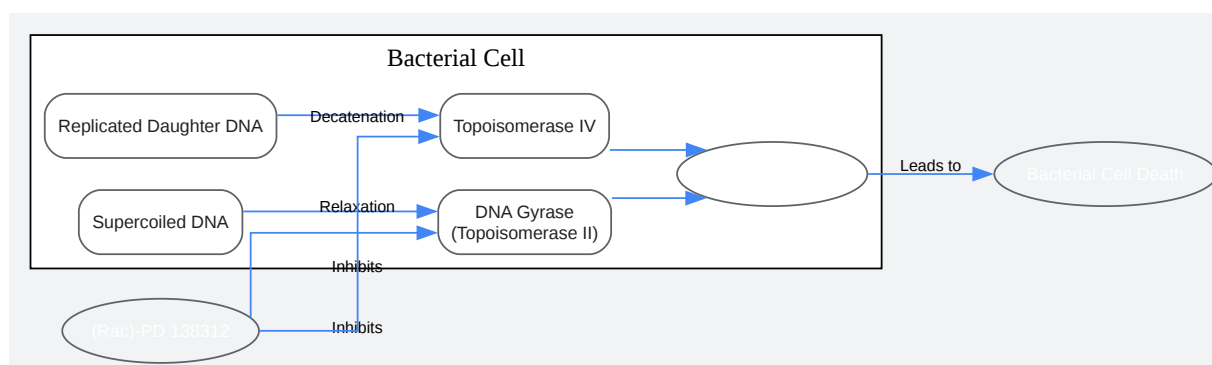 Bacterial Cell
Replicated Daughter DNA
Decatenation
Topoisomerase IV
Leads to
Bacterial Cell Death
Supercoiled DNA
Relaxation
DNA Gyrase
(Topoisomerase II)
Inhibits
(Rac)-PD 138312
Inhibits